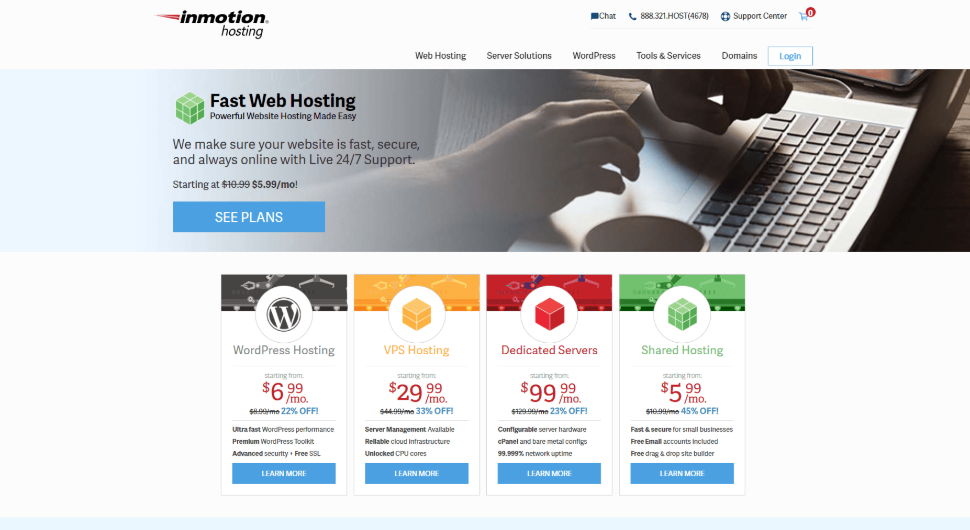 inmotion
hosting
Chat
888.321.HOST(4678)
Support Center
0
Web Hosting
Server Solutions
WordPress
Tools & Services
Domains
Login
Fast Web Hosting
Powerful Website Hosting Made Easy
We make sure your website is fast, secure,
and always online with Live 24/7 Support.
Starting at $10.99 $5.99/mo!
SEE PLANS
WordPress Hosting
starting from:
$6.99/mo.
$8.99/mo 22% OFF!
Ultra fast WordPress performance
Premium WordPress Toolkit
Advanced security + Free SSL
LEARN MORE
VPS Hosting
starting from:
$29.99/mo.
$44.99/mo 33% OFF!
Server Management Available
Reliable cloud infrastructure
Unlocked CPU cores
LEARN MORE
Dedicated Servers
starting from:
$99.99/mo.
$129.99/mo 23% OFF!
Configurable server hardware
cPanel and bare metal configs
99.999% network uptime
LEARN MORE
Shared Hosting
starting from:
$5.99/mo.
$10.99/mo 45% OFF!
Fast & secure for small businesses
Free Email accounts included
Free drag & drop site builder
LEARN MORE